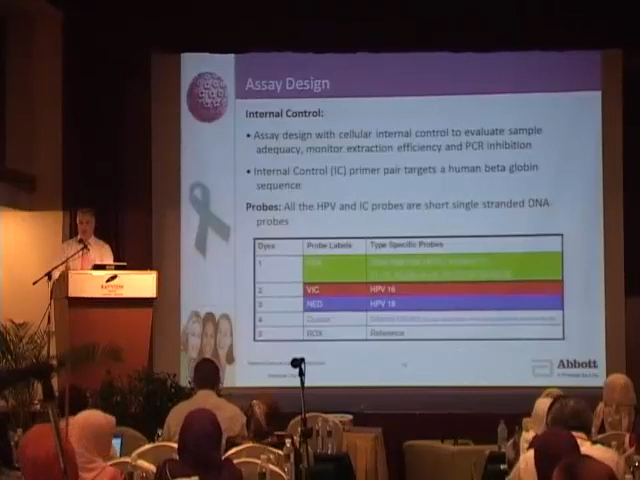 Assay Design
Internal Control:
• Assay design with cellular internal control to evaluate sample
adequacy, monitor extraction efficiency and PCR inhibition
• Internal Control (IC) primer pair targets a human beta globin
sequence
Probes: All the HPV and IC probes are short single stranded DNA
probes
Dyes Probe Labels: Type Specific Probes
1
2 VIC HPV 16
3 NED HPV 18
4
5 ROX Reference
Abbott